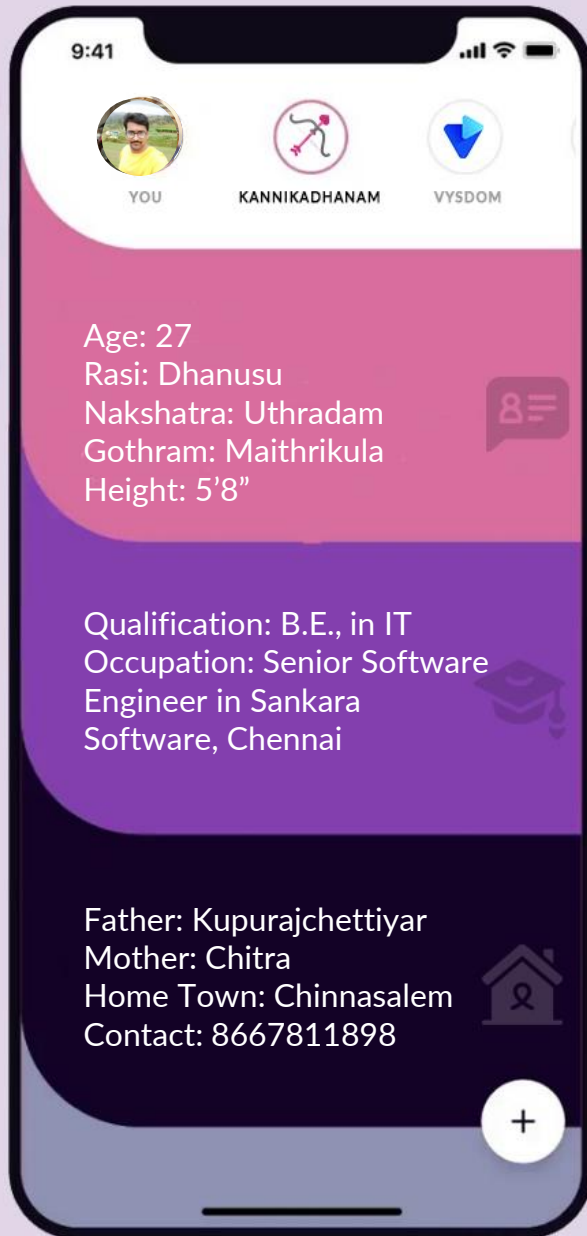 9:41
YOU
KANNIKADHANAM
VYSDOM
Age: 27
Rasi: Dhanusu
Nakshatra: Uthradam
Gothram: Maithrikula
Height: 5’8”
Qualification: B.E., in IT
Occupation: Senior Software
Engineer in Sankara
Software, Chennai
Father: Kupurajchettiyar
Mother: Chitra
Home Town: Chinnasalem
Contact: 8667811898